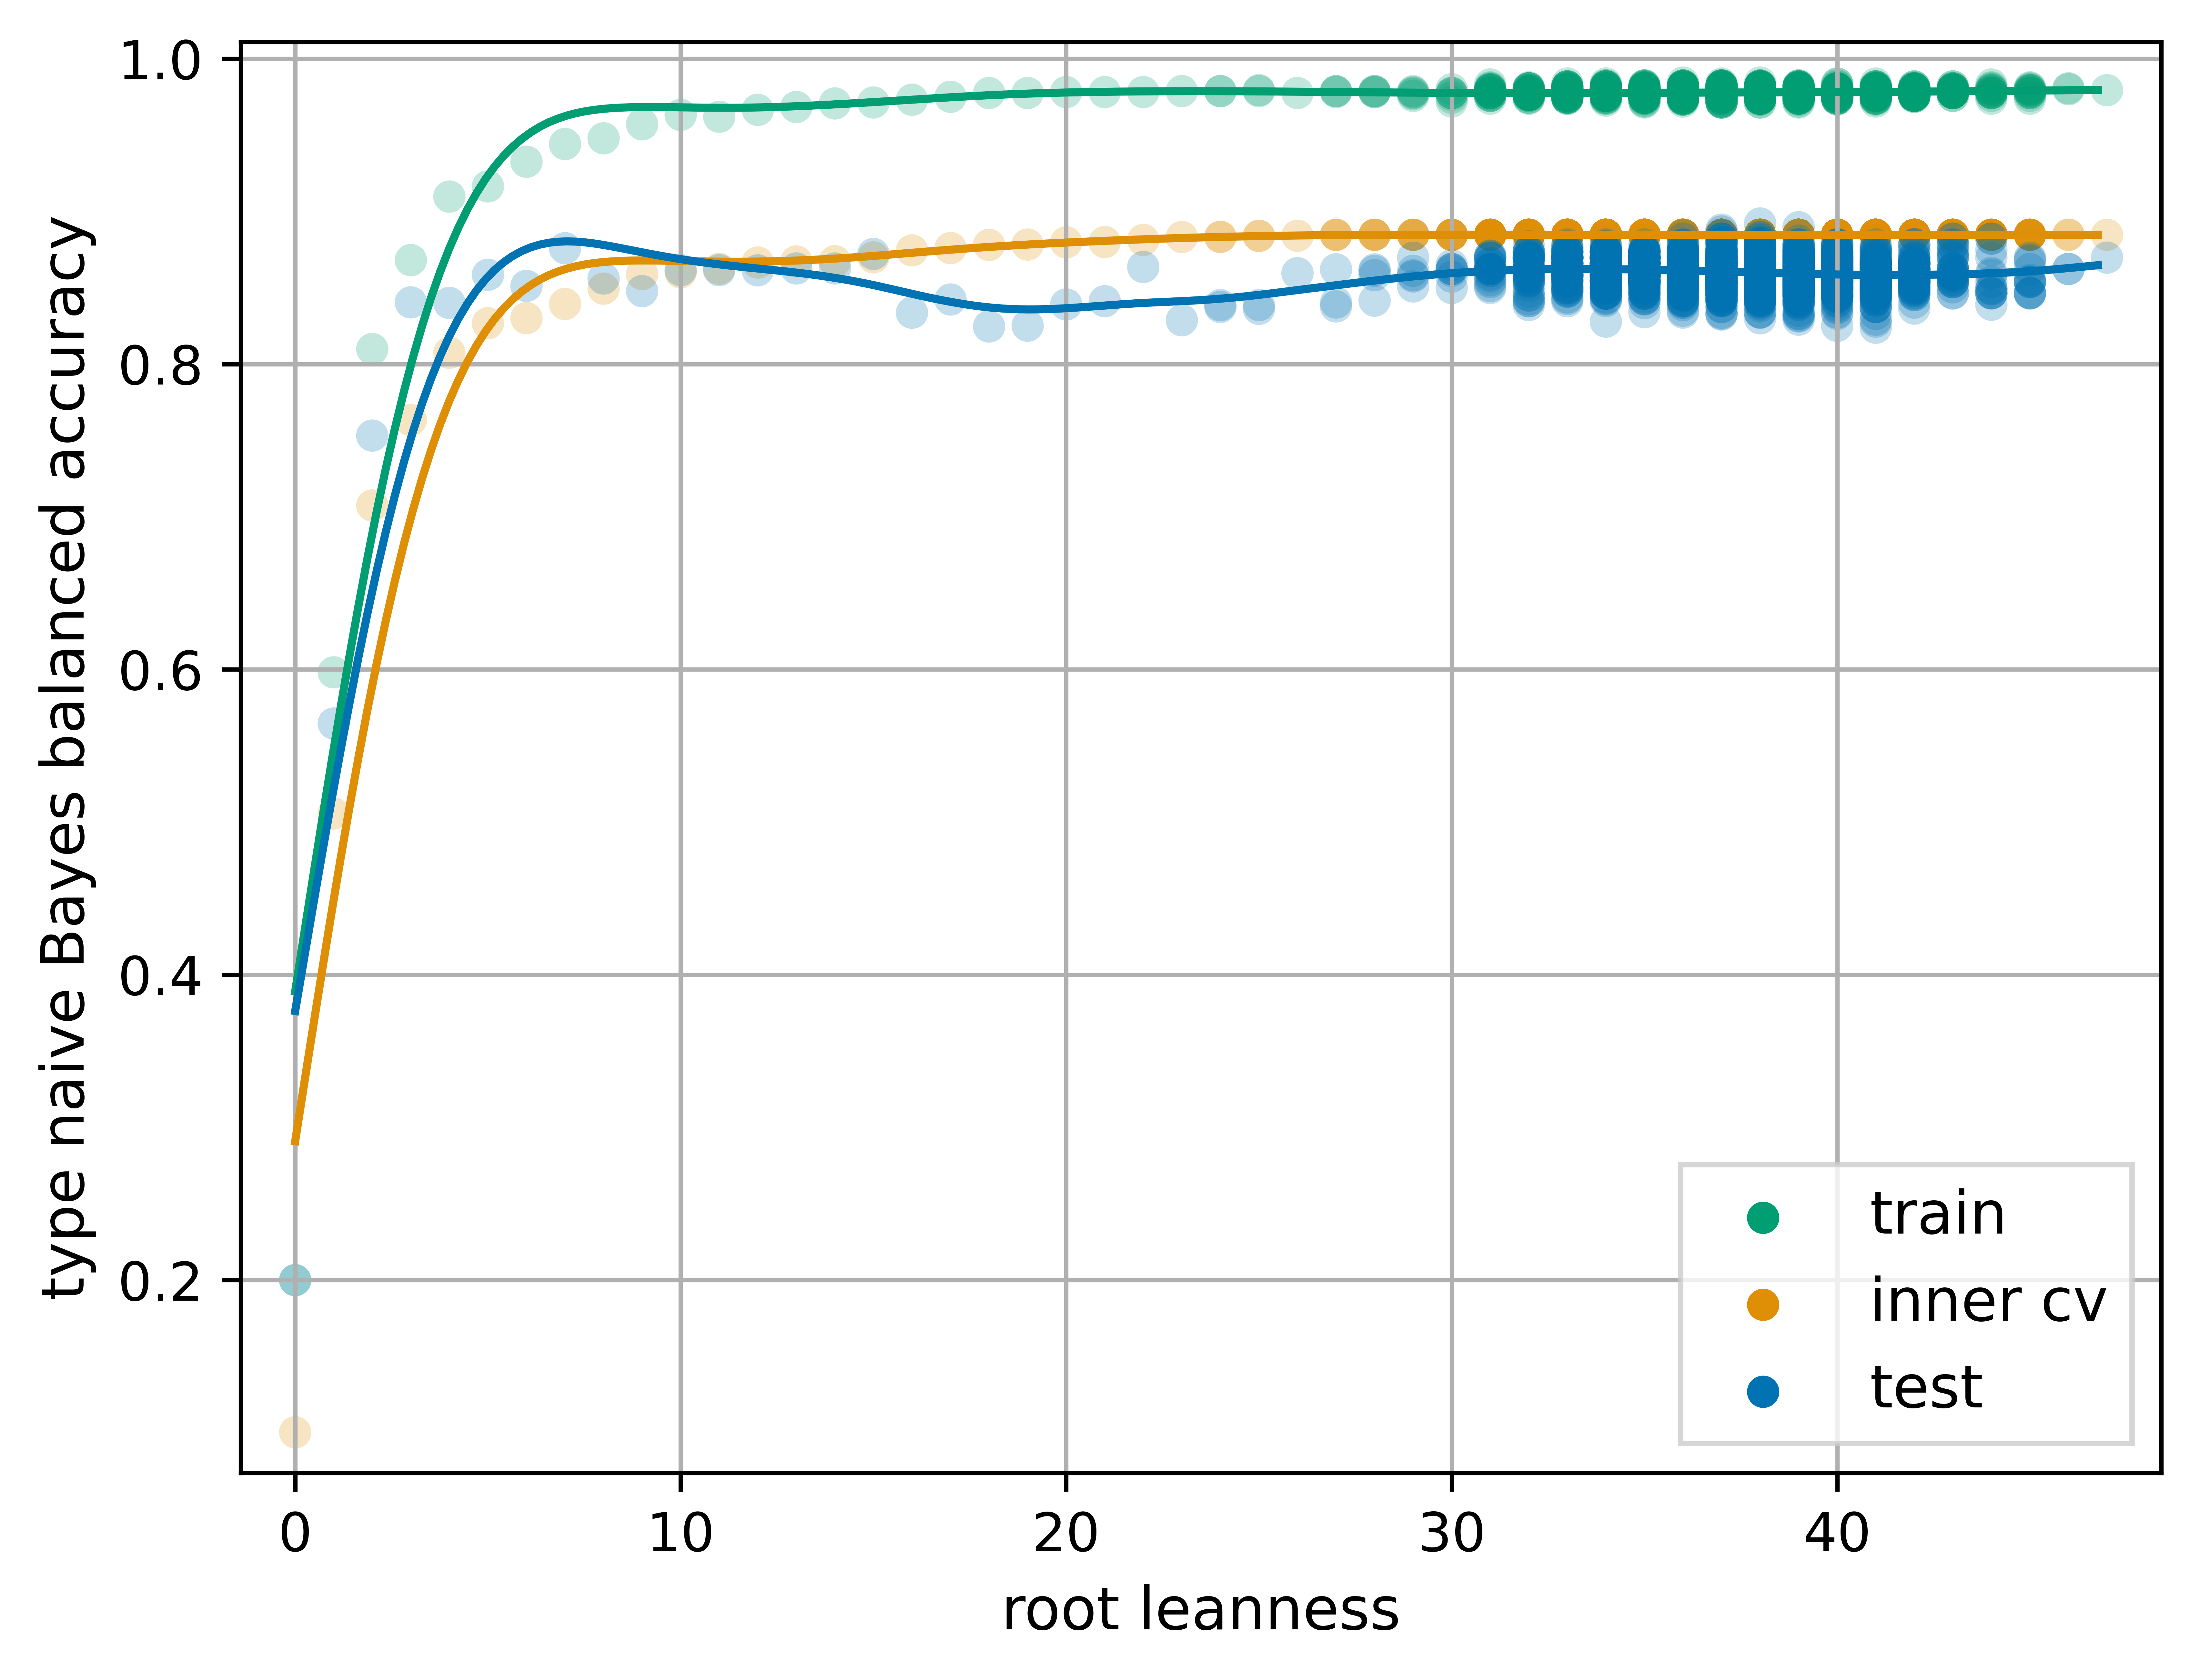 type naive Bayes balanced accuracy
1.0
0.8
0.6
0.4
0.2
0
10
20
30
40
root leanness
train
inner cv
test